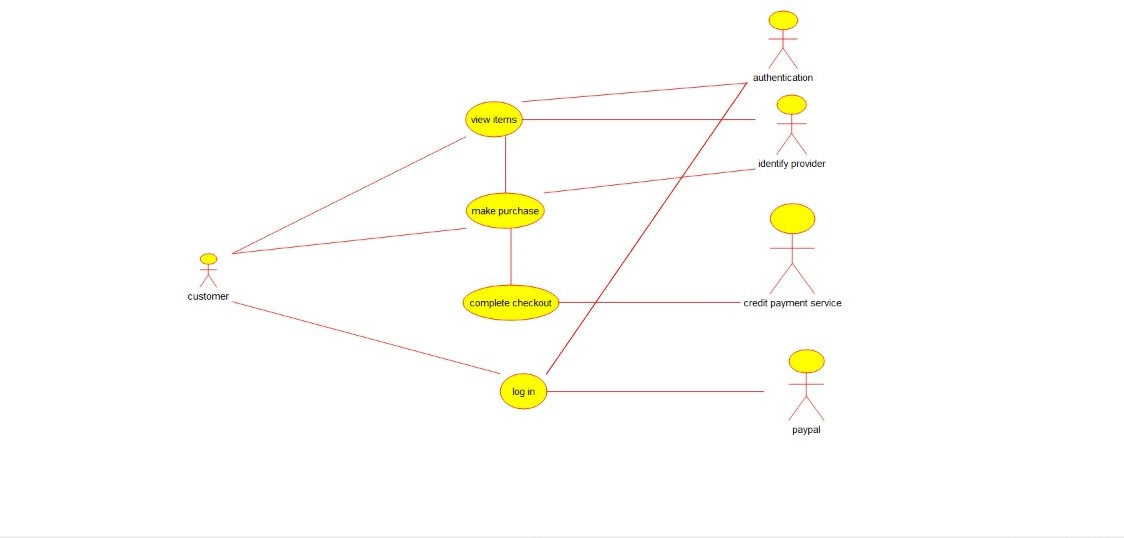 authentication
view items
identify provider
make purchase
customer
complete checkout
credit payment service
log in
paypal